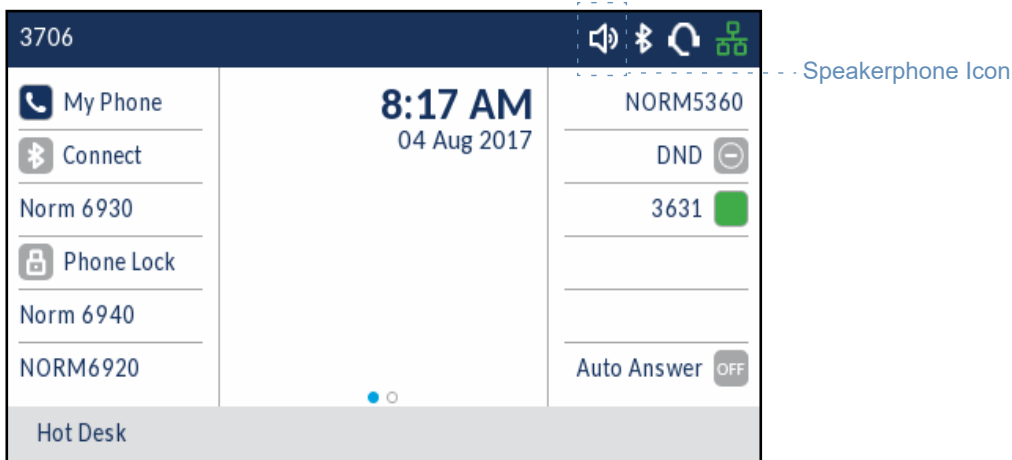 3706
Speakerphone Icon
My Phone
8:17 AM
NORM5360
04 Aug 2017
Connect
DND
Norm 6930
3631
Phone Lock
Norm 6940
NORM6920
Auto Answer OFF
Hot Desk